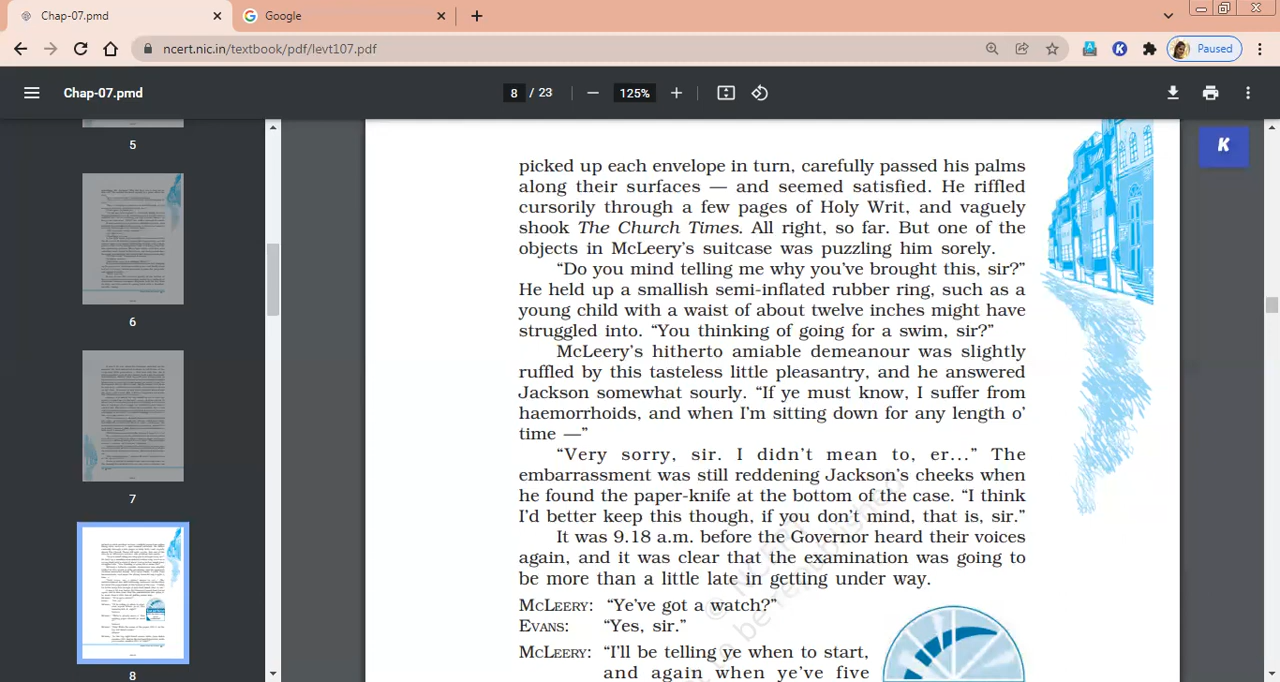 Chap-07.pmd
Google
ncert.nic.in/textbook/pdf/levt107.pdf
Paused
Chap-07.pmd
8 / 23
125%
5
6
7
8
K
picked up each envelope in turn, carefully passed his palms
along their surfaces — and seemed satisfied. He riffled
cursorily through a few pages of Holy Writ, and vaguely
shook The Church Times. All right, so far. But one of the
objects in McLeery's suitcase was puzzling him sorely.
“Do you mind telling me why you've brought this, sir?”
He held up a smallish semi-inflated rubber ring, such as a
young child with a waist of about twelve inches might have
struggled into. “You thinking of going for a swim, sir?”
McLeery's hitherto amiable demeanour was slightly
ruffled by this tasteless little pleasantry, and he answered
Jackson somewhat sourly. “If ye must know, I suffer from
haemorrhoids, and when I'm sitting down for any length o'
time —”
“Very sorry, sir. I didn't mean to, er...” The
embarrassment was still reddening Jackson's cheeks when
he found the paper-knife at the bottom of the case. “I think
I'd better keep this though, if you don't mind, that is, sir.”
It was 9.18 a.m. before the Governor heard their voices
again, and it was clear that the examination was going to
be more than a little late in getting under way.
MCLEERY: “Ye've got a watch?”
EVANS: “Yes, sir.”
MCLEERY: “I'll be telling ye when to start,
and again when ye've five